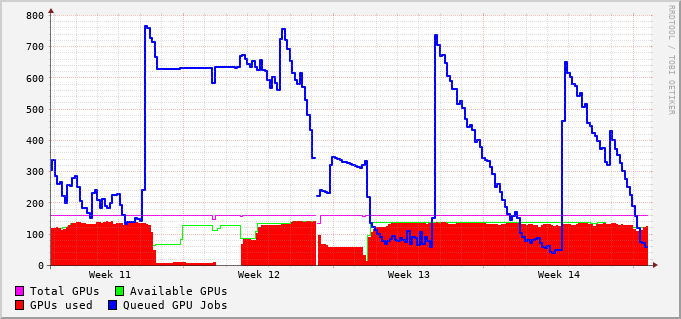 800
700
600
500
400
300
200
100
0
Week 11 Week 12 Week 13 Week 14
Total GPUs Available GPUs
GPUs used Queued GPU Jobs
RRDTOOL / TOBI OETIKER